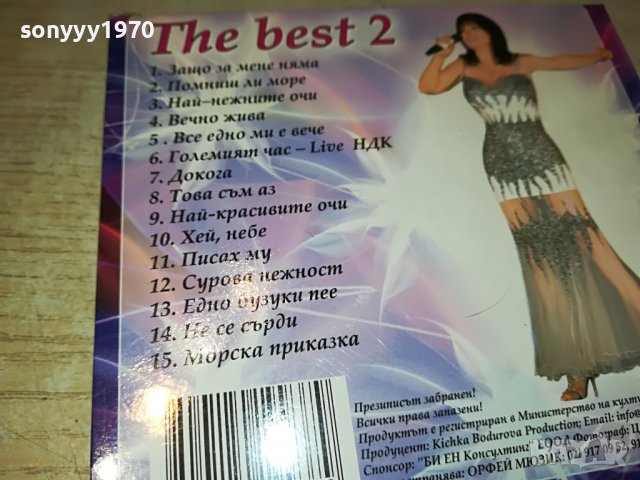 sonyyy1970
The best 2
1. Защо за мене няма
2. Помниш ли море
3. Най-нежните очи
4. Вечно жива
5 . Все едно ми е вече
6. Големият час – Live НДК
7. Докога
8. Това съм аз
9. Най-красивите очи
10. Хей, небе
11. Писах му
12. Сурова нежност
13. Едно бузуки пее
14. Не се сърди
15. Морска приказка
Презаписът забранен!
Всички права запазени!
Продуктът е регистриран в Министерство на култ
Продуцент: Kichka Bodurova Production; Email: info@
Спонсор: "БИ ЕН Консултинг" ЕООД Фотограф: Ц
ОРФЕЙ МЮЗИК: 02/ 917